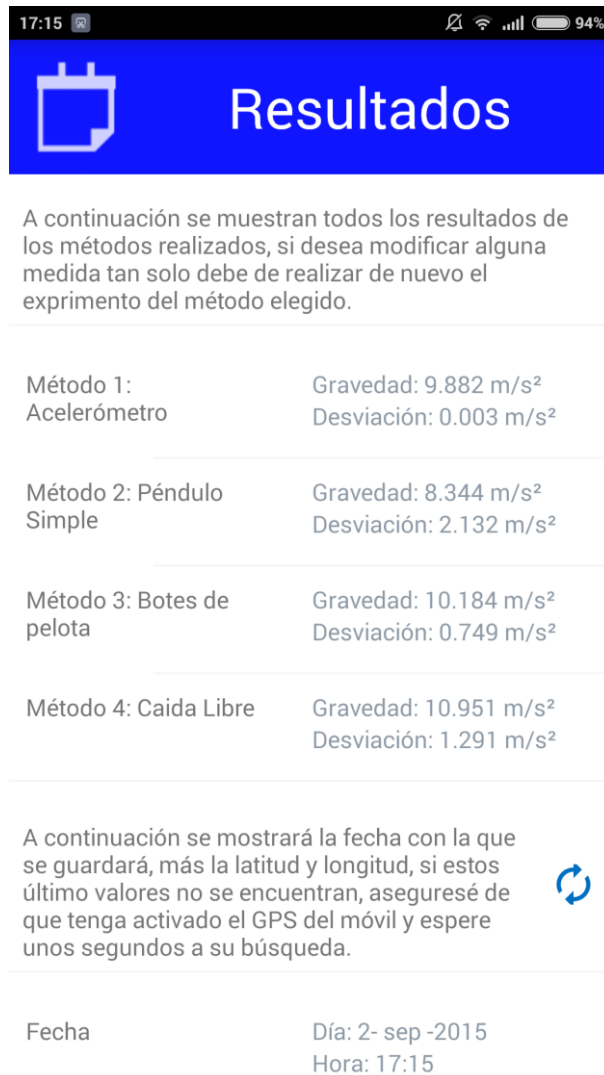 17:15 94%
Resultados
A continuación se muestran todos los resultados de
los métodos realizados, si desea modificar alguna
medida tan solo debe de realizar de nuevo el
exprimento del método elegido.
Método 1:
Acelerómetro
Gravedad: 9.882 m/s²
Desviación: 0.003 m/s²
Método 2: Péndulo
Simple
Gravedad: 8.344 m/s²
Desviación: 2.132 m/s²
Método 3: Botes de
pelota
Gravedad: 10.184 m/s²
Desviación: 0.749 m/s²
Método 4: Caida Libre
Gravedad: 10.951 m/s²
Desviación: 1.291 m/s²
A continuación se mostrará la fecha con la que
se guardará, más la latitud y longitud, si estos
último valores no se encuentran, aseguresé de
que tenga activado el GPS del móvil y espere
unos segundos a su búsqueda.
Fecha
Día: 2- sep -2015
Hora: 17:15